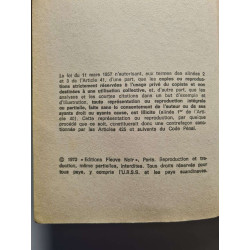 La loi du 11 mars 1957 n'autorisant, aux termes des alinéas 2
et 3 de l'Article 41, d'une part, que les copies ou reproduc-
tions strictement réservées à l'usage privé du copiste et non
destinées à une utilisation collective, et, d'autre part, que les
analyses et les courtes citations dans un but d'exemple et
d'illustration, toute représentation ou reproduction intégrale
ou partielle, faite sans le consentement de l'auteur ou de ses
ayants droit ou ayants cause, est illicite (alinéa 1er de l'Ar-
ticle 40). Cette représentation ou reproduction, par quelque
procédé que ce soit, constituerait donc une contrefaçon sanc-
tionnée par les Articles 425 et suivants du Code Pénal.
© 1972 « Editions Fleuve Noir », Paris. Reproduction et tra-
duction, même partielles, interdites. Tous droits réservés pour
tous pays, y compris l'U.R.S.S. et les pays scandinaves.